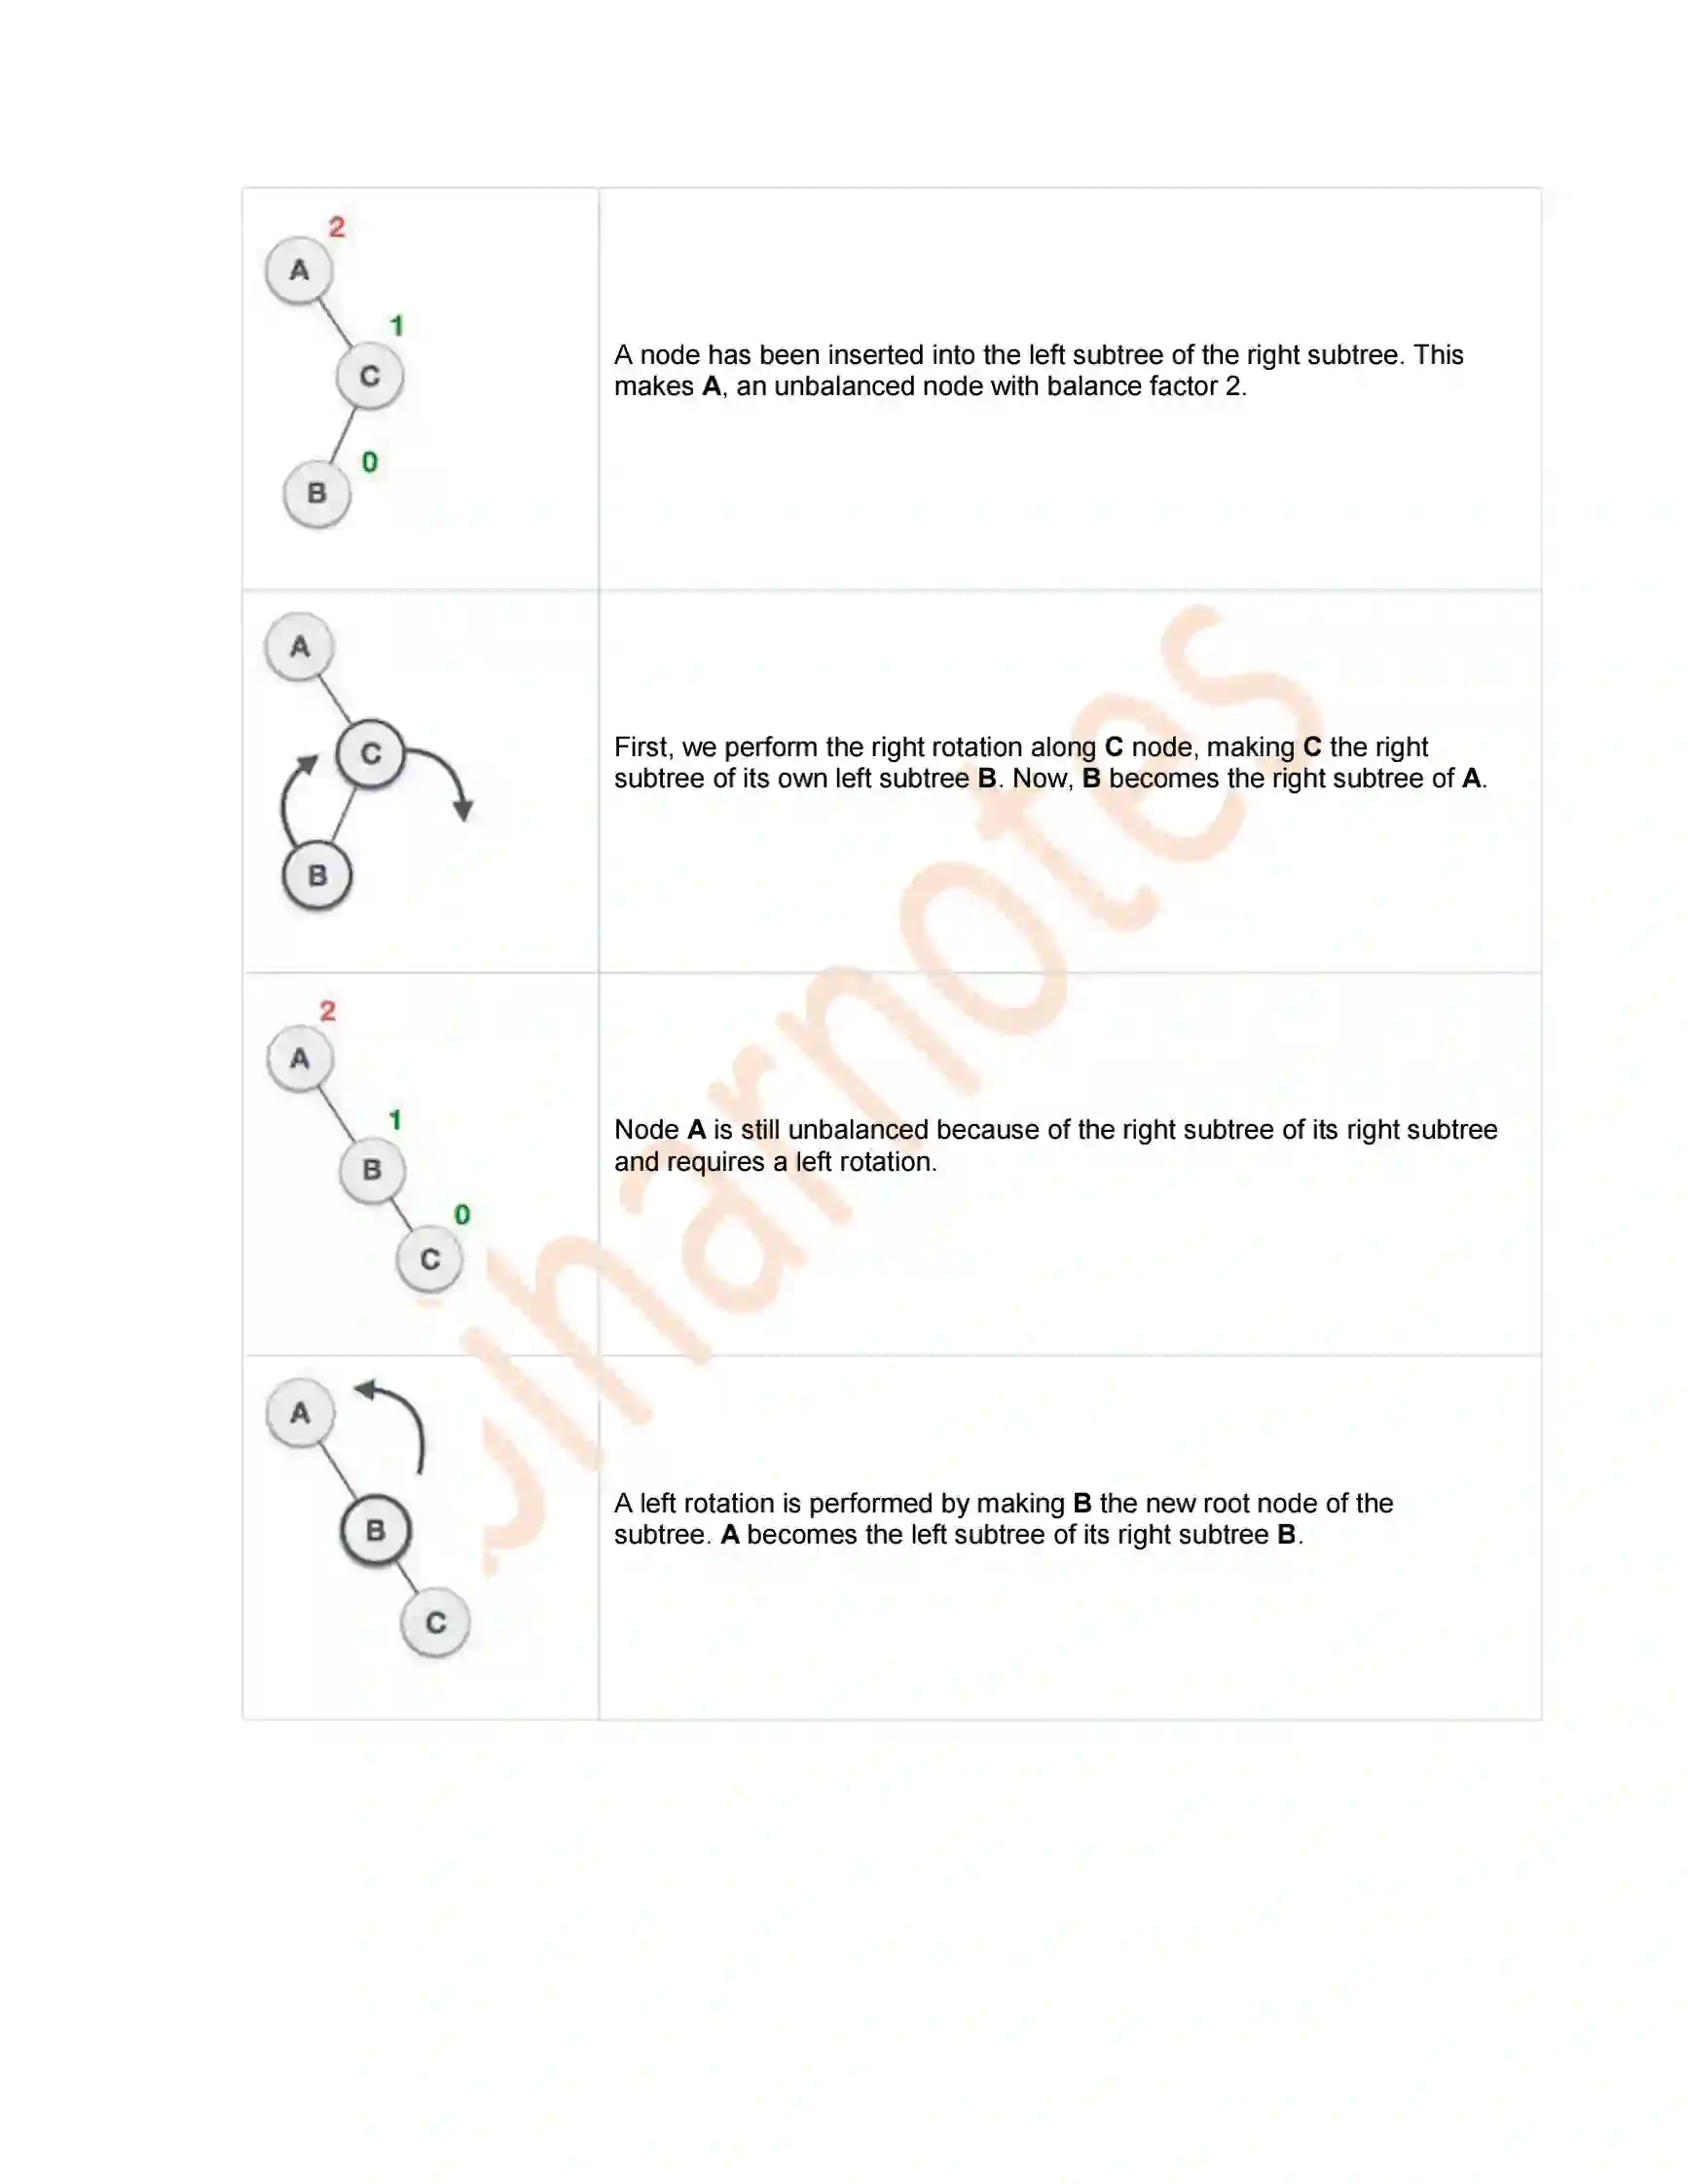 2
A
1
C
0
B
A node has been inserted into the left subtree of the right subtree. This
makes A, an unbalanced node with balance factor 2.
A
C
B
First, we perform the right rotation along C node, making C the right
subtree of its own left subtree B. Now, B becomes the right subtree of A.
2
A
1
B
0
C
Node A is still unbalanced because of the right subtree of its right subtree
and requires a left rotation.
A
B
C
A left rotation is performed by making B the new root node of the
subtree. A becomes the left subtree of its right subtree B.